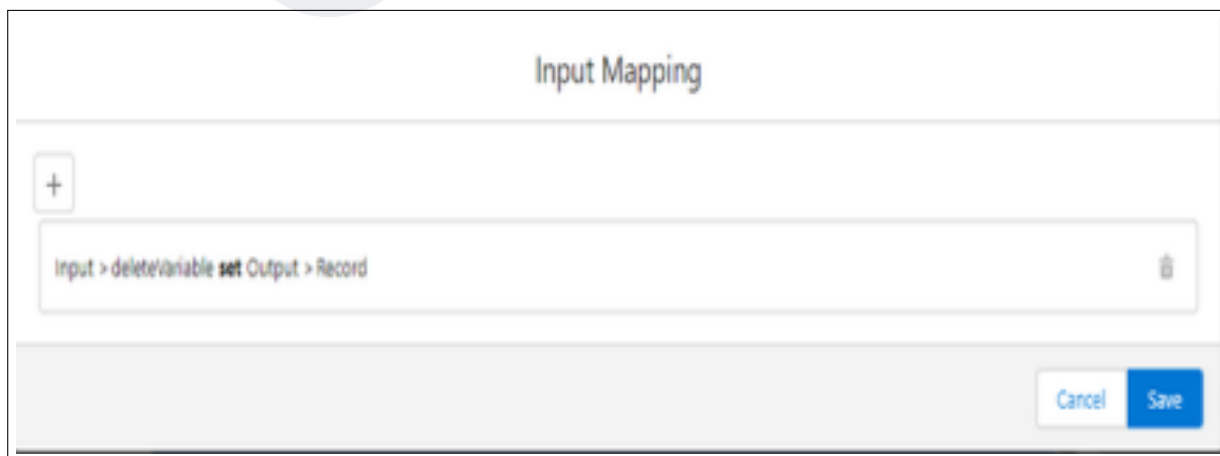 Input Mapping
+
Input > deleteVariable set Output > Record
Cancel Save